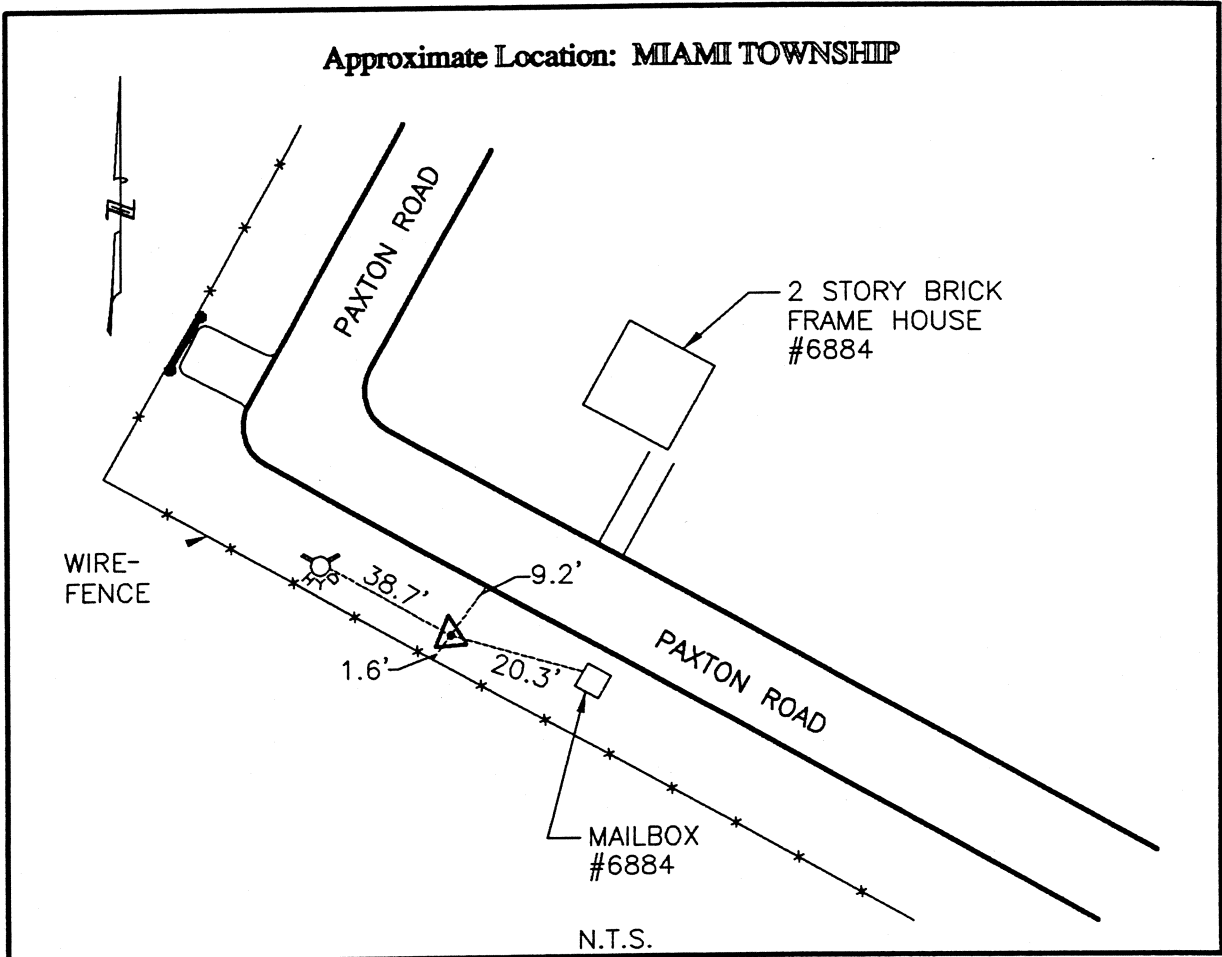 Approximate Location: MIAMI TOWNSHIP
N
PAXTON ROAD
2 STORY BRICK
FRAME HOUSE
#6884
WIRE-
FENCE
HYD
38.7'
9.2'
1.6'
20.3'
PAXTON ROAD
MAILBOX
#6884
N.T.S.